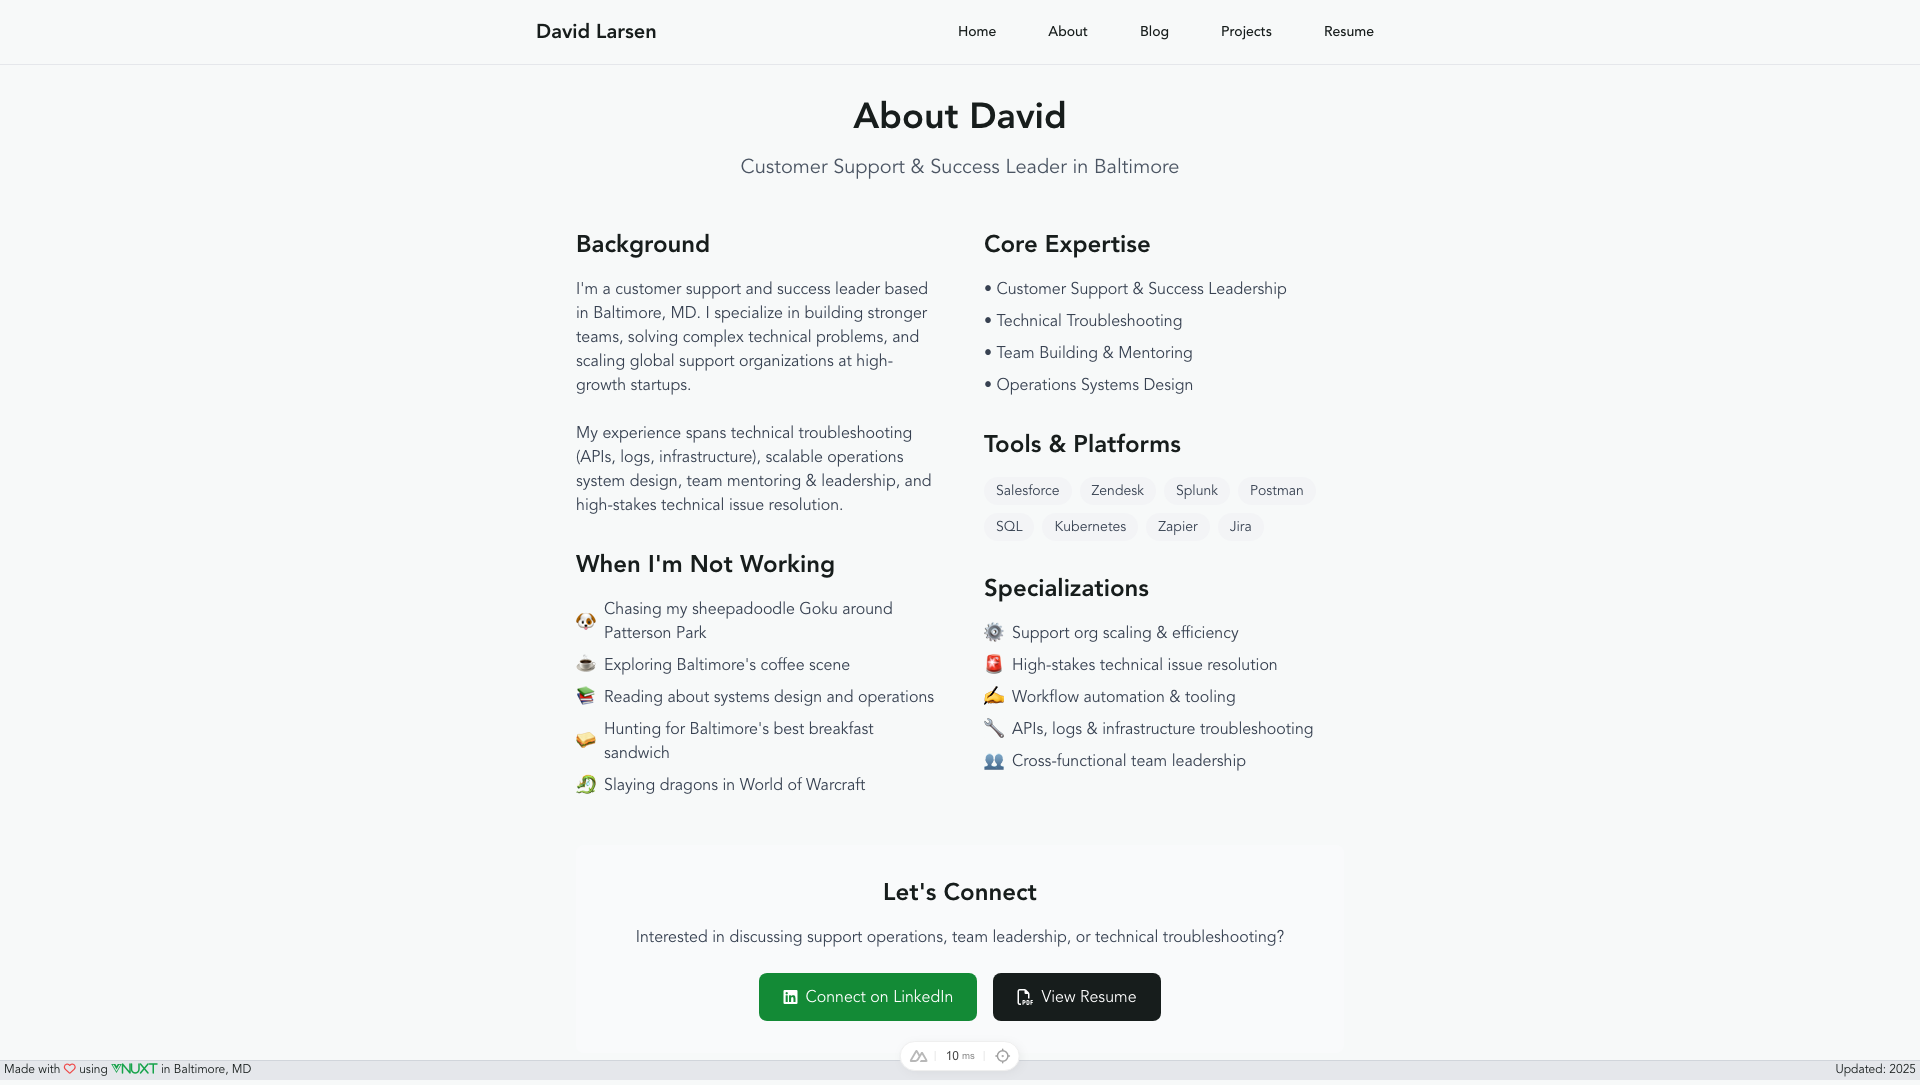 David Larsen
Home
About
Blog
Projects
Resume
About David
Customer Support & Success Leader in Baltimore
Background
I'm a customer support and success leader based
in Baltimore, MD. I specialize in building stronger
teams, solving complex technical problems, and
scaling global support organizations at high-
growth startups.
My experience spans technical troubleshooting
(APIs, logs, infrastructure), scalable operations
system design, team mentoring & leadership, and
high-stakes technical issue resolution.
When I'm Not Working
Chasing my sheepadoodle Goku around
Patterson Park
Exploring Baltimore's coffee scene
Reading about systems design and operations
Hunting for Baltimore's best breakfast
sandwich
Slaying dragons in World of Warcraft
Core Expertise
• Customer Support & Success Leadership
• Technical Troubleshooting
• Team Building & Mentoring
• Operations Systems Design
Tools & Platforms
Salesforce
Zendesk
Splunk
Postman
SQL
Kubernetes
Zapier
Jira
Specializations
Support org scaling & efficiency
High-stakes technical issue resolution
Workflow automation & tooling
APIs, logs & infrastructure troubleshooting
Cross-functional team leadership
Let's Connect
Interested in discussing support operations, team leadership, or technical troubleshooting?
Connect on LinkedIn
View Resume
10 ms
Made with ♡ using NUXT in Baltimore, MD
Updated: 2025